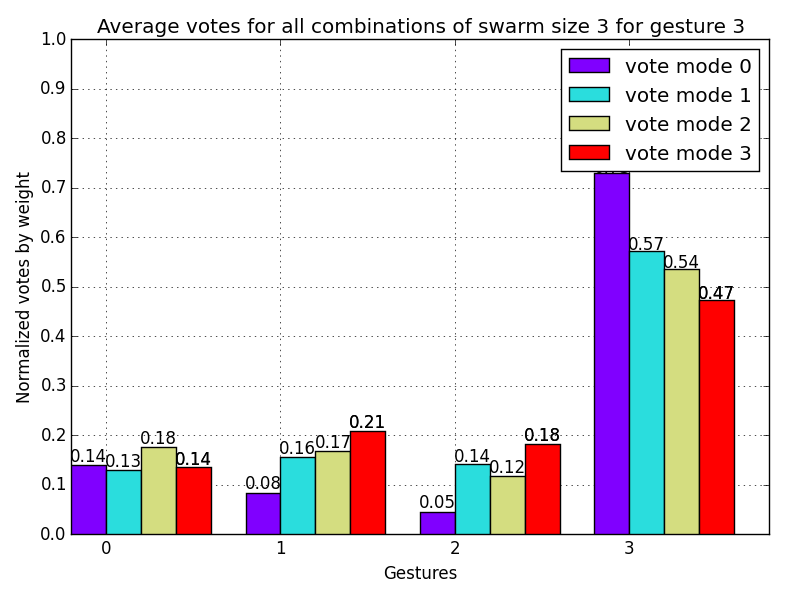 Average votes for all combinations of swarm size 3 for gesture 3
1.0
0.9
0.8
0.7
0.6
0.5
0.4
0.3
0.2
0.1
0.0
Normalized votes by weight
vote mode 0
vote mode 1
vote mode 2
vote mode 3
0.14 0.13 0.18 0.14
0.08 0.16 0.17 0.21
0.05 0.14 0.12 0.18
0.57 0.54 0.47
0 1 2 3
Gestures